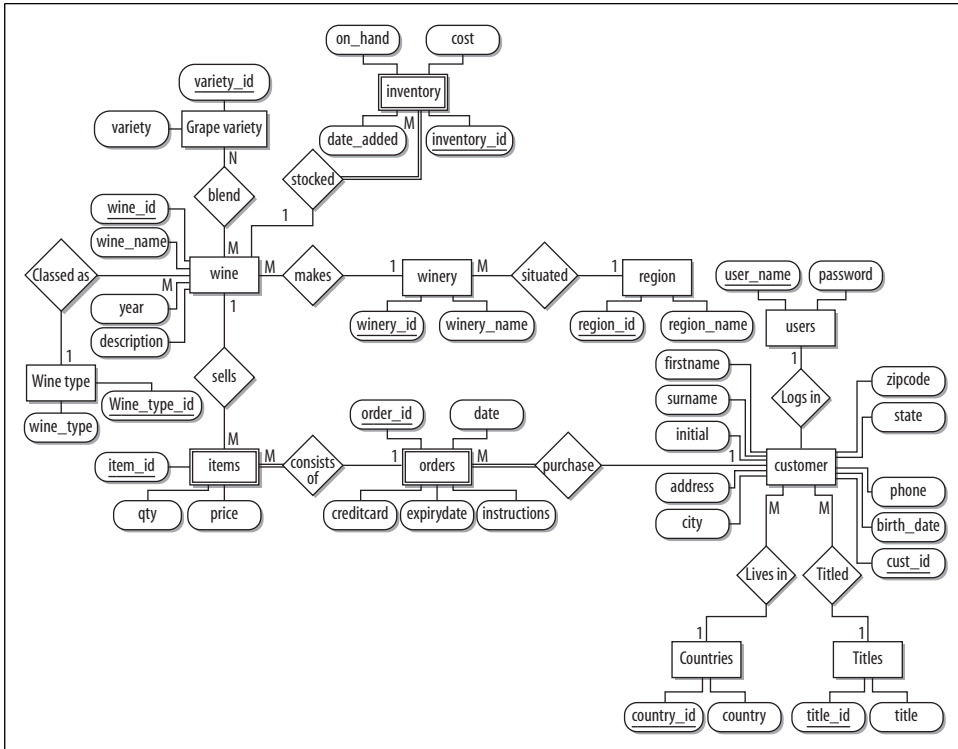 on_hand
cost
inventory
date_added
inventory_id
M
variety_id
variety
Grape variety
N
blend
M
stocked
1
wine_id
wine_name
wine
year
description
Classed as
M
1
Wine type
wine_type
Wine_type_id
M
makes
1
winery
winery_id
winery_name
M
situated
1
region
region_id
region_name
user_name
password
users
1
Logs in
1
sells
M
item_id
items
qty
price
M
consists
of
1
order_id
date
orders
creditcard
expirydate
instructions
M
purchase
1
customer
firstname
surname
initial
address
city
zipcode
state
phone
birth_date
cust_id
M
M
Lives in
Titled
1
1
Countries
Titles
country_id
country
title_id
title